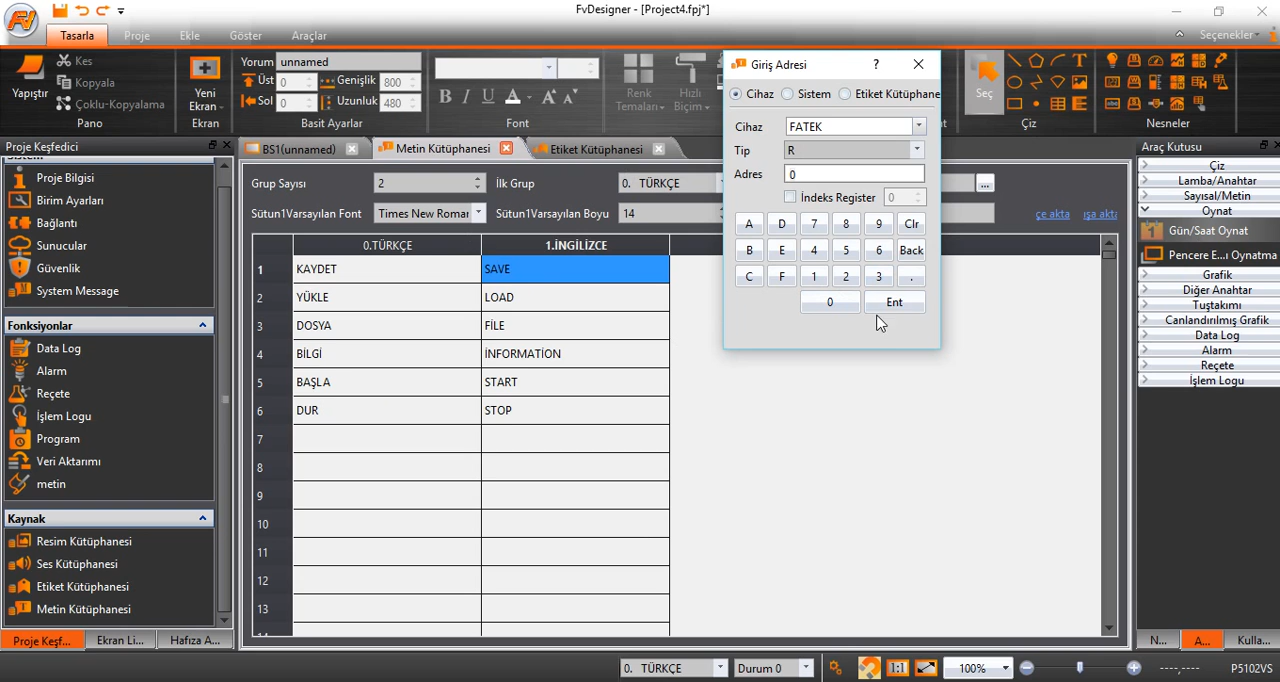 FvDesigner - [Project4.fpj*]
Tasarla Proje Ekle Göster Araçlar Seçenekler
Yapıştır
Kes
Kopyala
Çoklu-Kopyalama
Pano
Yeni
Ekran
Ekran
Yorum unnamed
Üst 0 Genişlik 800
Sol 0 Uzunluk 480
Basit Ayarlar
B I U A A A
Font
Renk
Temaları
Hızlı
Biçim
Seç
Çiz
Nesneler
Giriş Adresi
Cihaz Sistem Etiket Kütüphane
Cihaz FATEK
Tip R
Adres 0
İndeks Register 0
A D 7 8 9 Clr
B E 4 5 6 Back
C F 1 2 3 .
0 Ent
Proje Keşfedici
Sistem
Proje Bilgisi
Birim Ayarları
Bağlantı
Sunucular
Güvenlik
System Message
Fonksiyonlar
Data Log
Alarm
Reçete
İşlem Logu
Program
Veri Aktarımı
metin
Kaynak
Resim Kütüphanesi
Ses Kütüphanesi
Etiket Kütüphanesi
Metin Kütüphanesi
Proje Keşf... Ekran Li... Hafıza A...
BS1(unnamed) Metin Kütüphanesi Etiket Kütüphanesi
Grup Sayısı 2 İlk Grup 0. TÜRKÇE ...
Sütun1Varsayılan Font Times New Romar Sütun1Varsayılan Boyu 14 çe akta ışa akta
0.TÜRKÇE 1.İNGİLİZCE
1 KAYDET SAVE
2 YÜKLE LOAD
3 DOSYA FİLE
4 BİLGİ İNFORMATİON
5 BAŞLA START
6 DUR STOP
7
8
9
10
11
12
13
Araç Kutusu
Çiz
Lamba/Anahtar
Sayısal/Metin
Oynat
Gün/Saat Oynat
Pencere E...ı Oynatma
Grafik
Diğer Anahtar
Tuştakımı
Canlandırılmış Grafik
Data Log
Alarm
Reçete
İşlem Logu
N... A... Kulla...
0. TÜRKÇE Durum 0 1:1 100% ----,---- P5102VS